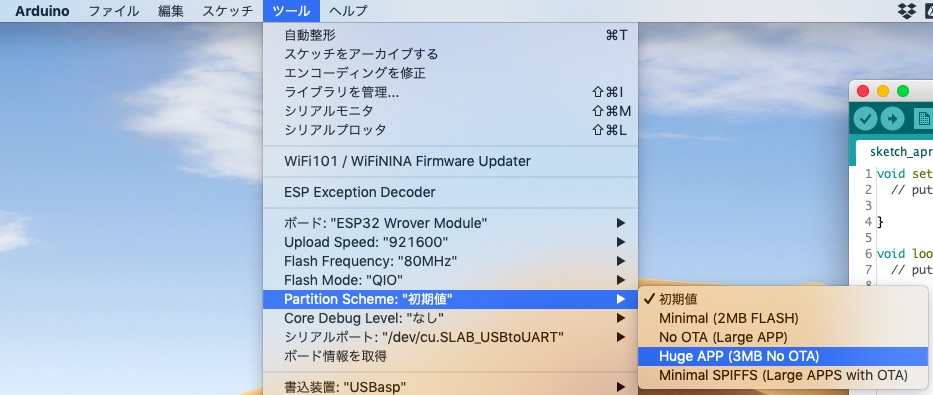 Arduino ファイル 編集 スケッチ ツール ヘルプ
自動整形 ⌘T
スケッチをアーカイブする
エンコーディングを修正
ライブラリを管理... ⇧⌘I
シリアルモニタ ⇧⌘M
シリアルプロッタ ⇧⌘L
WiFi101 / WiFiNINA Firmware Updater
ESP Exception Decoder
ボード: "ESP32 Wrover Module"
Upload Speed: "921600"
Flash Frequency: "80MHz"
Flash Mode: "QIO"
Partition Scheme: "初期値"
Core Debug Level: "なし"
シリアルポート: "/dev/cu.SLAB_USBtoUART"
ボード情報を取得
書込装置: "USBasp"
✓ 初期値
Minimal (2MB FLASH)
No OTA (Large APP)
Huge APP (3MB No OTA)
Minimal SPIFFS (Large APPS with OTA)
sketch_apr
1 void set
2 // put
3
4 }
5
6 void loo
7 // put
8